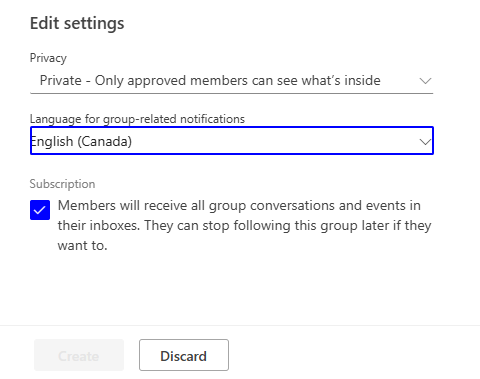 Edit settings
Privacy
Private - Only approved members can see what's inside
Language for group-related notifications
English (Canada)
Subscription
Members will receive all group conversations and events in
their inboxes. They can stop following this group later if they
want to.
Create
Discard